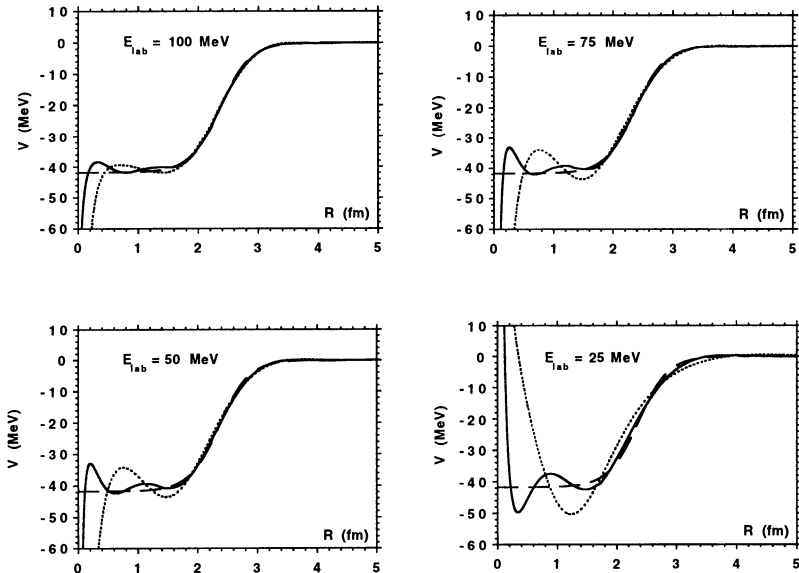 E_lab = 100 MeV
V (MeV)
10
0
-10
-20
-30
-40
-50
-60
R (fm)
0 1 2 3 4 5
E_lab = 75 MeV
V (MeV)
10
0
-10
-20
-30
-40
-50
-60
R (fm)
0 1 2 3 4 5
E_lab = 50 MeV
V (MeV)
10
0
-10
-20
-30
-40
-50
-60
R (fm)
0 1 2 3 4 5
E_lab = 25 MeV
V (MeV)
10
0
-10
-20
-30
-40
-50
-60
R (fm)
0 1 2 3 4 5